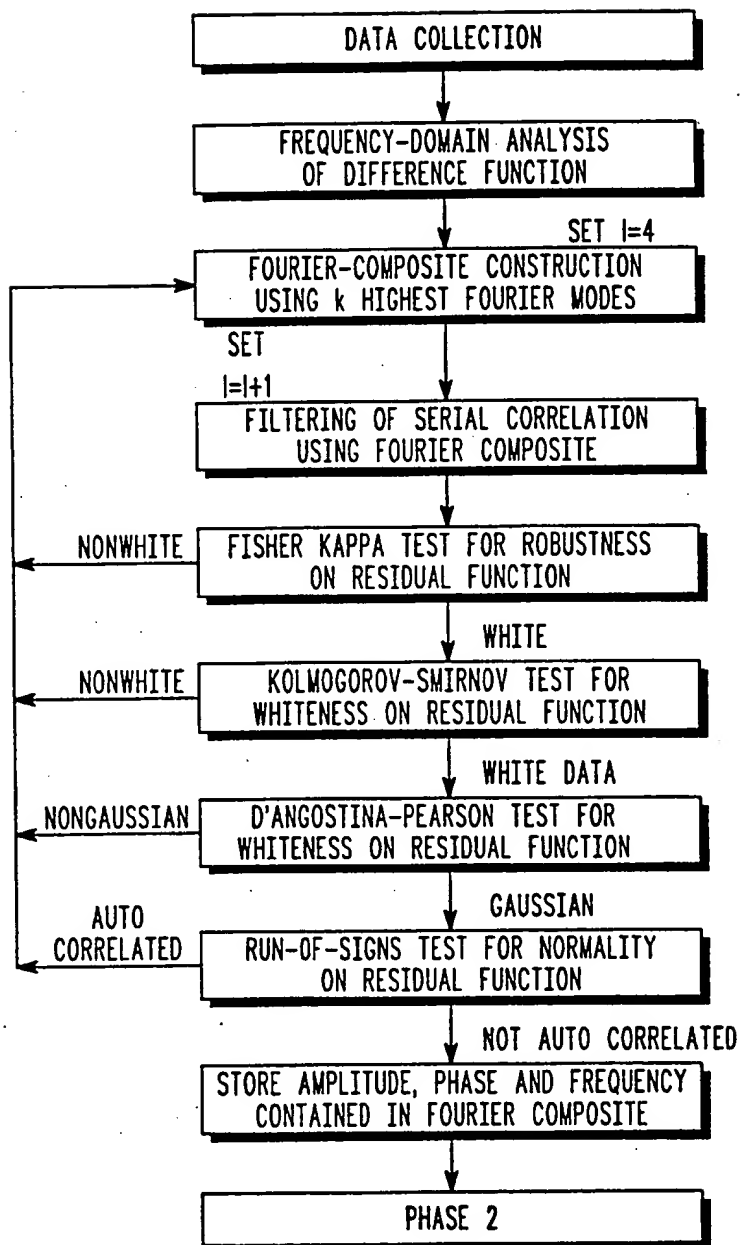 DATA COLLECTION
FREQUENCY-DOMAIN ANALYSIS
OF DIFFERENCE FUNCTION
SET I=4
FOURIER-COMPOSITE CONSTRUCTION
USING k HIGHEST FOURIER MODES
SET
I=I+1
FILTERING OF SERIAL CORRELATION
USING FOURIER COMPOSITE
NONWHITE
FISHER KAPPA TEST FOR ROBUSTNESS
ON RESIDUAL FUNCTION
WHITE
NONWHITE
KOLMOGOROV-SMIRNOV TEST FOR
WHITENESS ON RESIDUAL FUNCTION
WHITE DATA
NONGAUSSIAN
D'ANGOSTINA-PEARSON TEST FOR
WHITENESS ON RESIDUAL FUNCTION
GAUSSIAN
AUTO
CORRELATED
RUN-OF-SIGNS TEST FOR NORMALITY
ON RESIDUAL FUNCTION
NOT AUTO CORRELATED
STORE AMPLITUDE, PHASE AND FREQUENCY
CONTAINED IN FOURIER COMPOSITE
PHASE 2